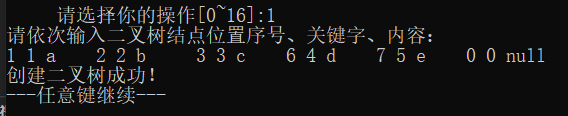 请选择你的操作[0~16]:1
请依次输入二叉树结点位置序号、关键字、内容:
1 1 a   2 2 b   3 3 c   6 4 d   7 5 e   0 0 null
创建二叉树成功!
---任意键继续---